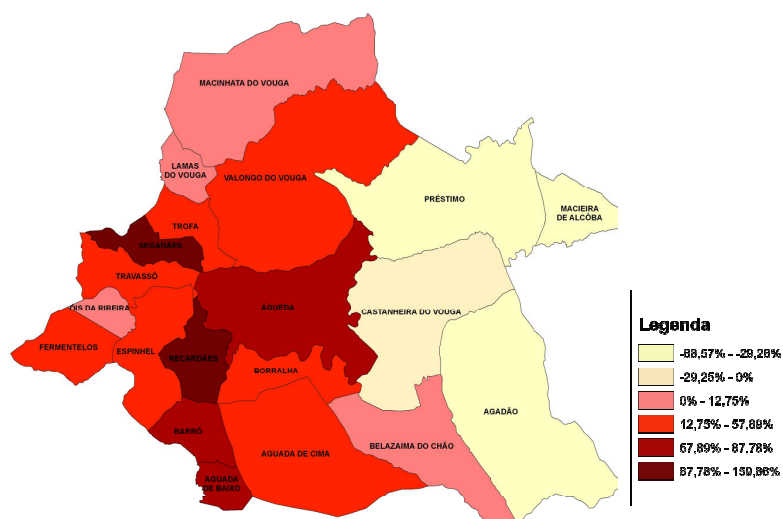 MACINHATA DO VOUGA
LAMAS
DO VOUGA
VALONGO DO VOUGA
PRÉSTIMO
MACIEIRA
DE ALCÔBA
TROFA
SEGADÃES
TRAVASSÔ
ÁGUEDA
ÓIS DA RIBEIRA
CASTANHEIRA DO VOUGA
FERMENTELOS
ESPINHEL
RECARDÃES
BORRALHA
AGADÃO
BARRÔ
AGUADA DE CIMA
BELAZAIMA DO CHÃO
AGUADA
DE BAIXO
Legenda
-88,57% - -29,26%
-29,25% - 0%
0% - 12,75%
12,75% - 57,89%
57,89% - 87,78%
87,78% - 159,86%